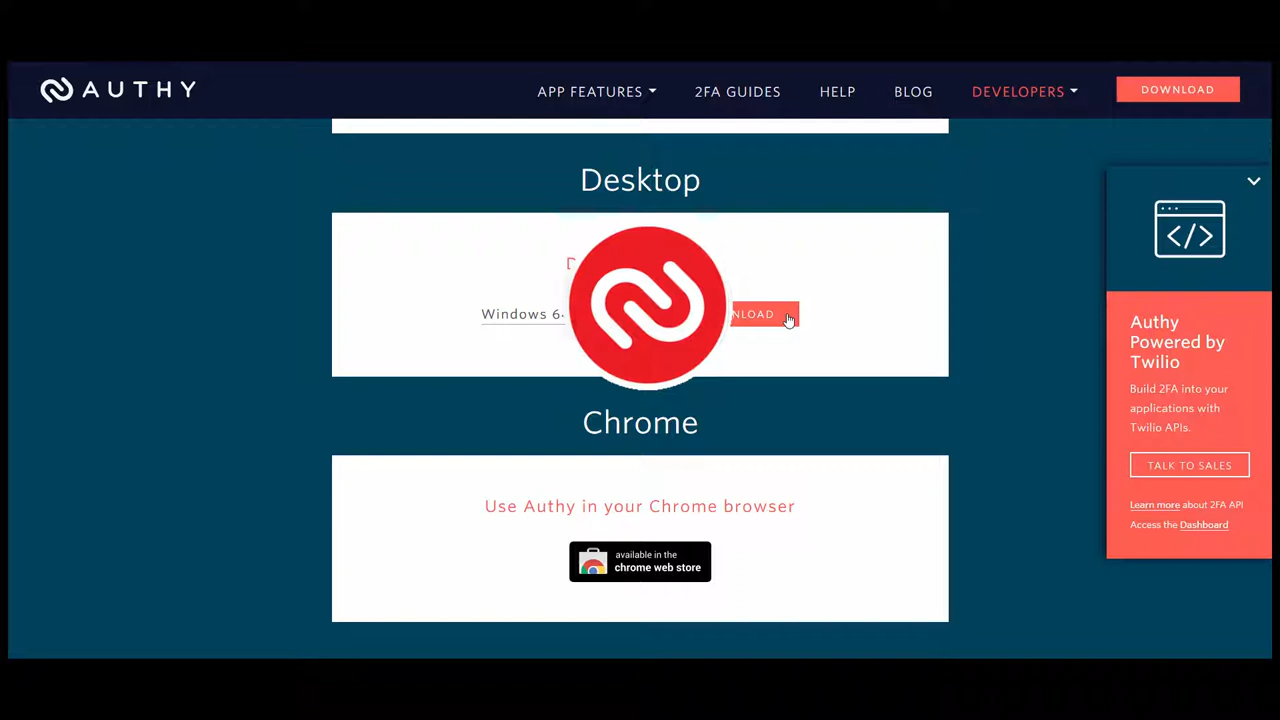 AUTHY
APP FEATURES
2FA GUIDES
HELP
BLOG
DEVELOPERS
DOWNLOAD
Desktop
Windows
Chrome
Use Authy in your Chrome browser
available in the
chrome web store
Authy
Powered by
Twilio
Build 2FA into your
applications with
Twilio APIs.
TALK TO SALES
Learn more about 2FA API
Access the Dashboard